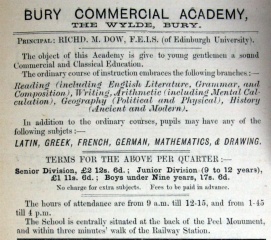 BURY COMMERCIAL ACADEMY,
THE WYLDE, BURY.
PRINCIPAL: RICHD. M. DOW, F.E.I.S. (of Edinburgh University).
The object of this Academy is to give to young gentlemen a sound
Commercial and Classical Education.
The ordinary course of instruction embraces the following branches:—
Reading (including English Literature, Grammar, and
Composition), Writing, Arithmetic (including Mental Cal-
culation), Geography (Political and Physical), History
(Ancient and Modern).
In addition to the ordinary courses, pupils may have any of the
following subjects:—
LATIN, GREEK, FRENCH, GERMAN, MATHEMATICS, & DRAWING.
TERMS FOR THE ABOVE PER QUARTER:—
Senior Division, £2 12s. 6d.; Junior Division (9 to 12 years),
£1 11s. 6d.; Boys under Nine years, 17s. 6d.
No charge for extra subjects. Fees to be paid in advance.
The hours of attendance are from 9 a.m. till 12-15, and from 1-45
till 4 p.m.
The School is centrally situated at the back of the Peel Monument,
and within three minutes' walk of the Railway Station.